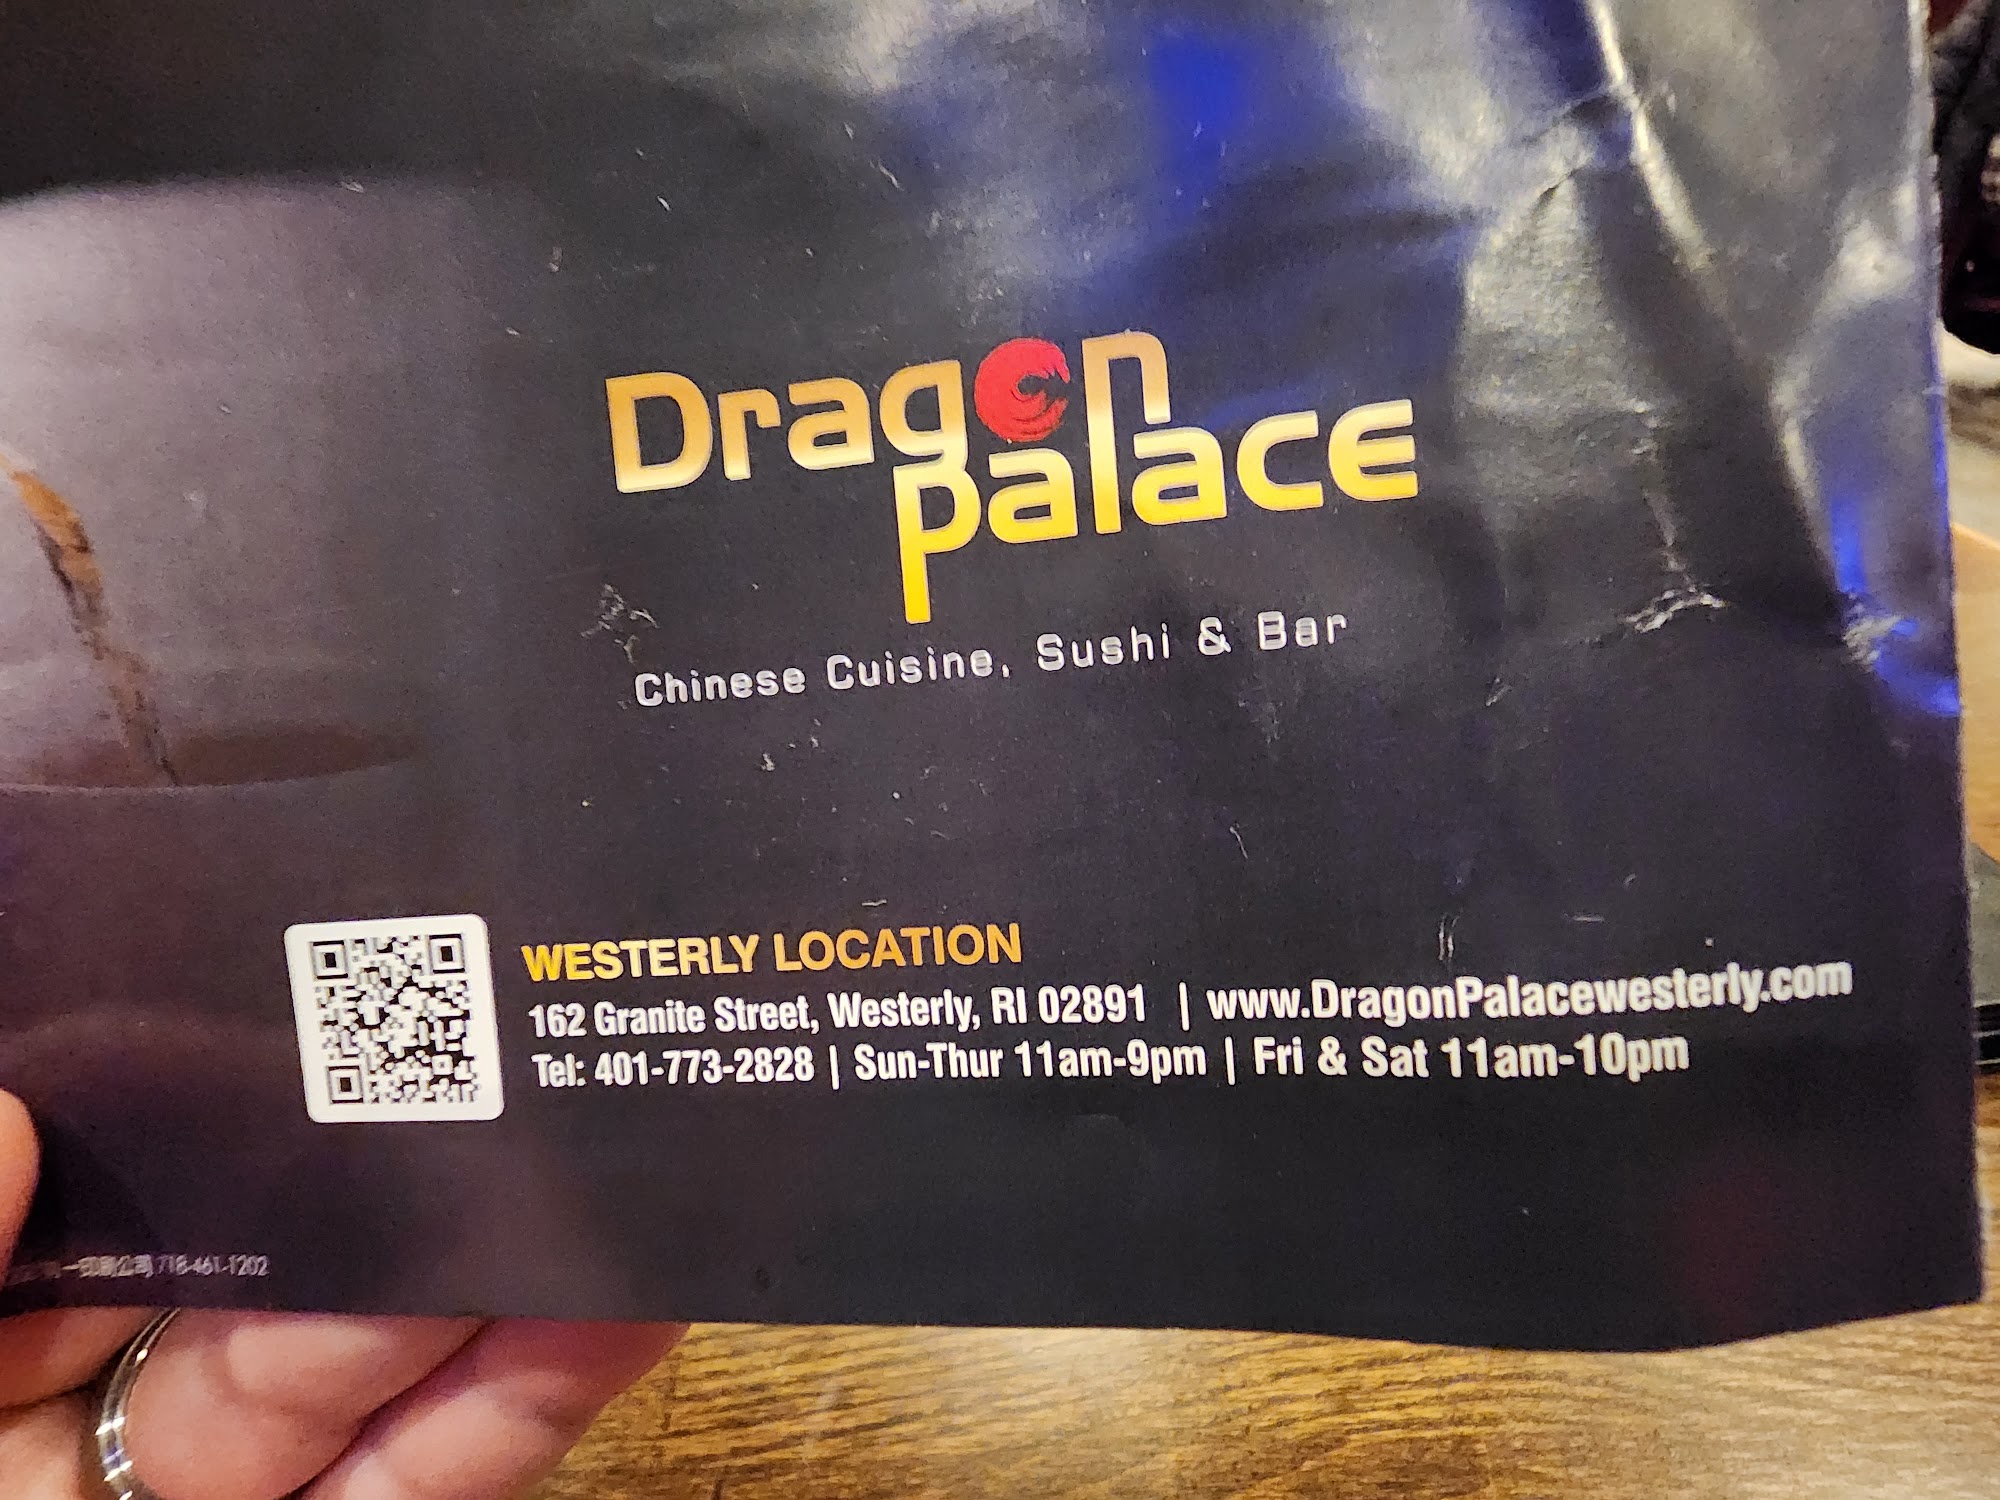 Dragon
Palace
Chinese Cuisine, Sushi & Bar
WESTERLY LOCATION
162 Granite Street, Westerly, RI 02891 | www.DragonPalacewesterly.com
Tel: 401-773-2828 | Sun-Thur 11am-9pm | Fri & Sat 11am-10pm
718-461-1202